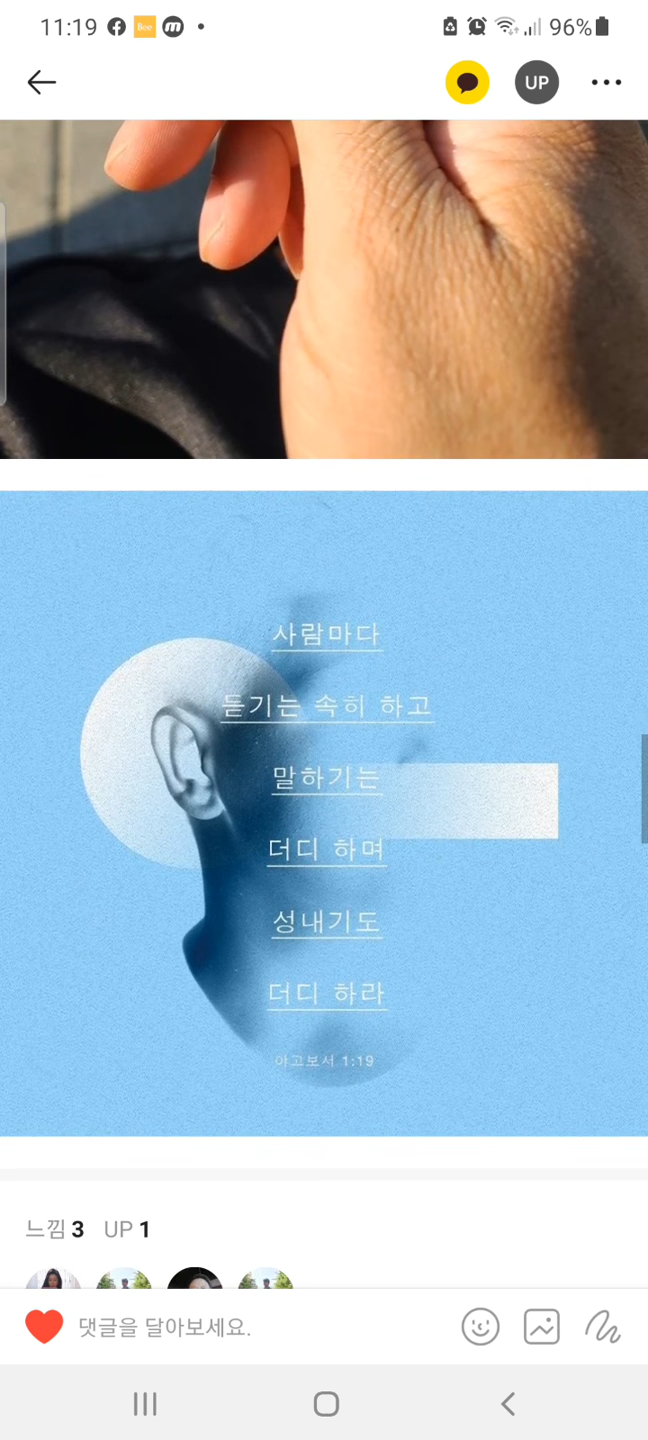 11:19
Bee
m
96%
UP
사람마다
듣기는 속히 하고
말하기는
더디 하며
성내기도
더디 하라
야고보서 1:19
느낌 3 UP 1
댓글을 달아보세요.